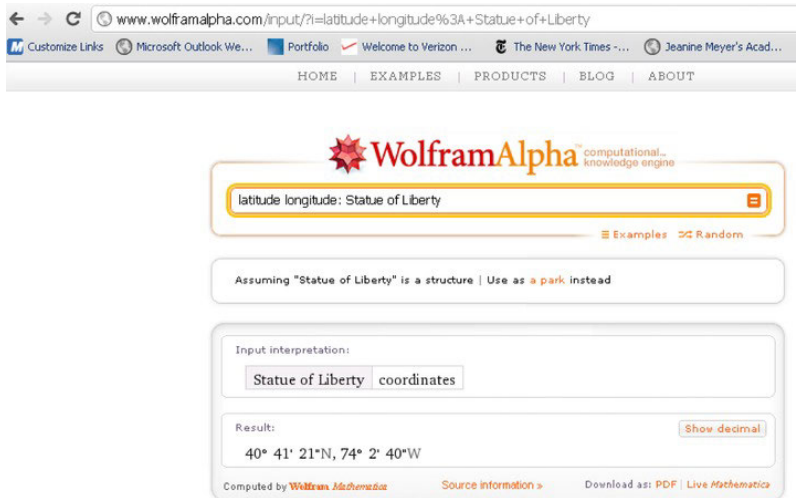 www.wolframalpha.com/input/?i=latitude+longitude%3A+Statue+of+Liberty
Customize Links Microsoft Outlook We... Portfolio Welcome to Verizon ... The New York Times -... Jeanine Meyer's Acad...
HOME | EXAMPLES | PRODUCTS | BLOG | ABOUT
WolframAlpha™ computational...
knowledge engine
latitude longitude: Statue of Liberty
Examples Random
Assuming "Statue of Liberty" is a structure | Use as a park instead
Input interpretation:
Statue of Liberty coordinates
Result: Show decimal
40° 41' 21"N, 74° 2' 40"W
Computed by Wolfram Mathematica Source information » Download as: PDF | Live Mathematica